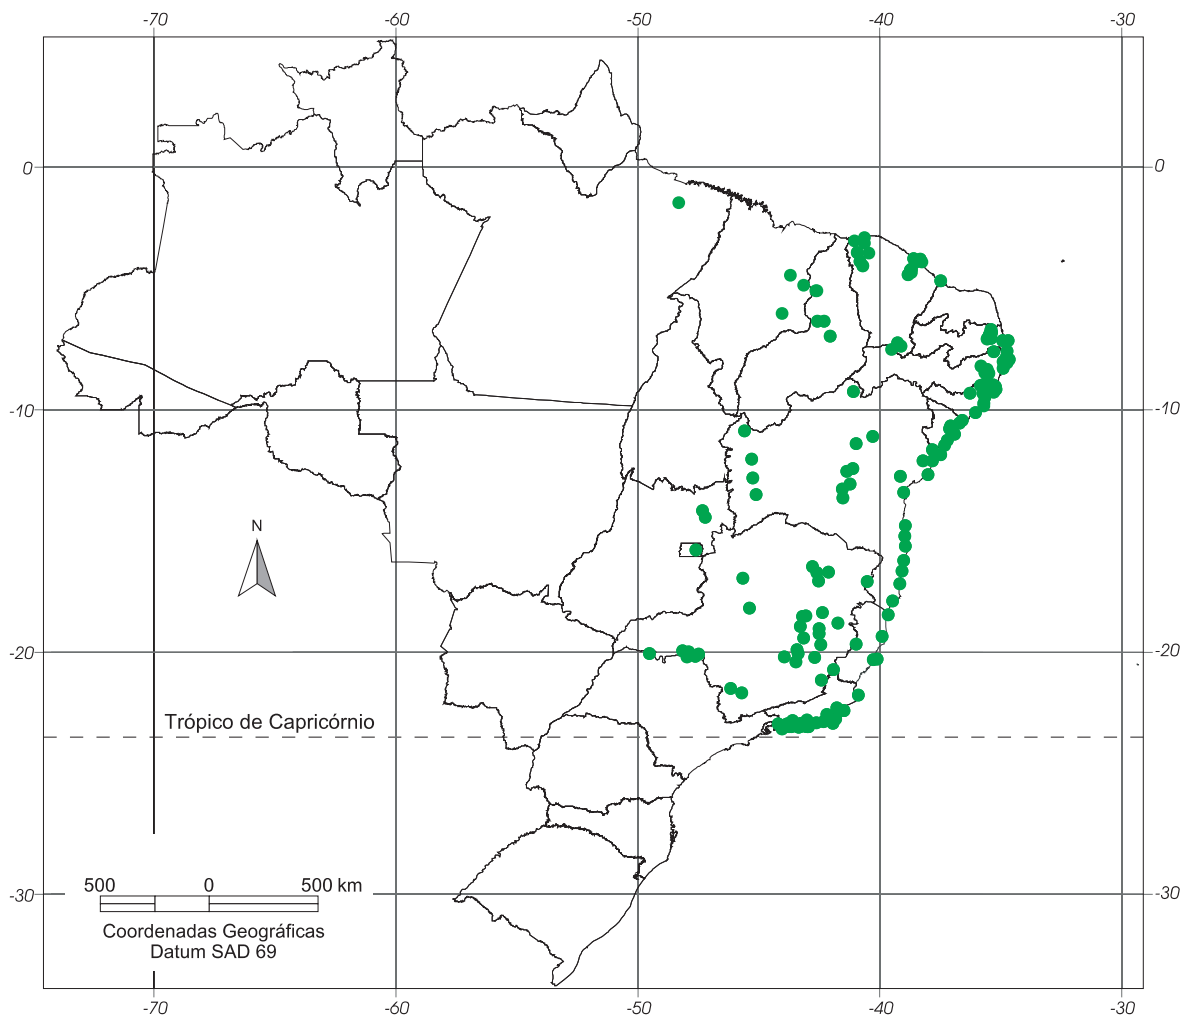 -70 -60 -50 -40 -30
0 0
-10 -10
N
-20 -20
Trópico de Capricórnio
500 0 500 km
-30 -30
Coordenadas Geográficas
Datum SAD 69
-70 -60 -50 -40 -30